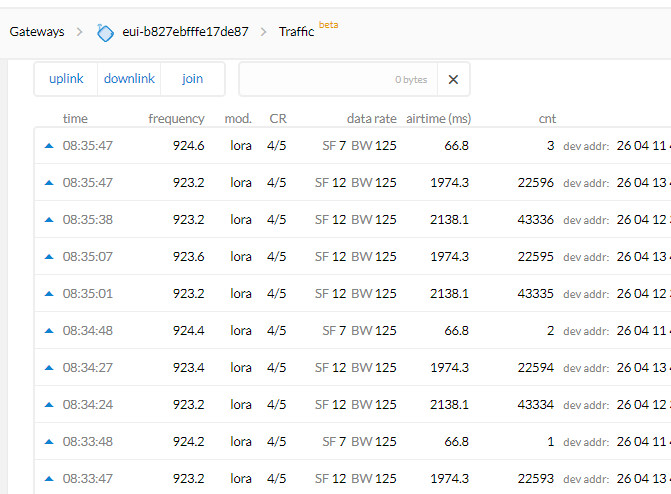 Gateways > eui-b827ebfffe17de87 > Traffic beta
uplink downlink join 0 bytes ✕
time frequency mod. CR data rate airtime (ms) cnt
08:35:47 924.6 lora 4/5 SF 7 BW 125 66.8 3 dev addr: 26 04 11
08:35:47 923.2 lora 4/5 SF 12 BW 125 1974.3 22596 dev addr: 26 04 13
08:35:38 923.2 lora 4/5 SF 12 BW 125 2138.1 43336 dev addr: 26 04 12
08:35:07 923.6 lora 4/5 SF 12 BW 125 1974.3 22595 dev addr: 26 04 13
08:35:01 923.2 lora 4/5 SF 12 BW 125 2138.1 43335 dev addr: 26 04 12
08:34:48 924.4 lora 4/5 SF 7 BW 125 66.8 2 dev addr: 26 04 11
08:34:27 923.4 lora 4/5 SF 12 BW 125 1974.3 22594 dev addr: 26 04 13
08:34:24 923.2 lora 4/5 SF 12 BW 125 2138.1 43334 dev addr: 26 04 12
08:33:48 924.2 lora 4/5 SF 7 BW 125 66.8 1 dev addr: 26 04 11
08:33:47 923.2 lora 4/5 SF 12 BW 125 1974.3 22593 dev addr: 26 04 13